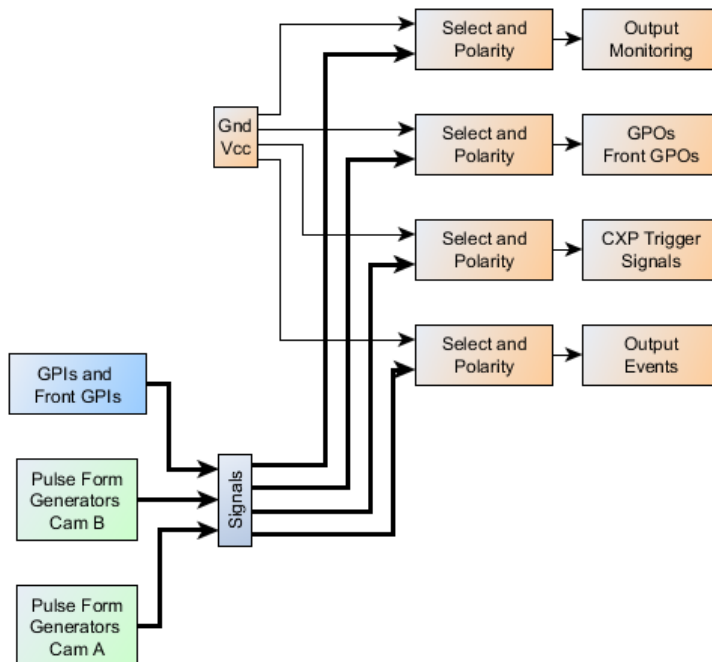 Select and
Polarity
Output
Monitoring
Gnd
Vcc
Select and
Polarity
GPOs
Front GPOs
Select and
Polarity
CXP Trigger
Signals
Select and
Polarity
Output
Events
GPIs and
Front GPIs
Pulse Form
Generators
Cam B
Signals
Pulse Form
Generators
Cam A